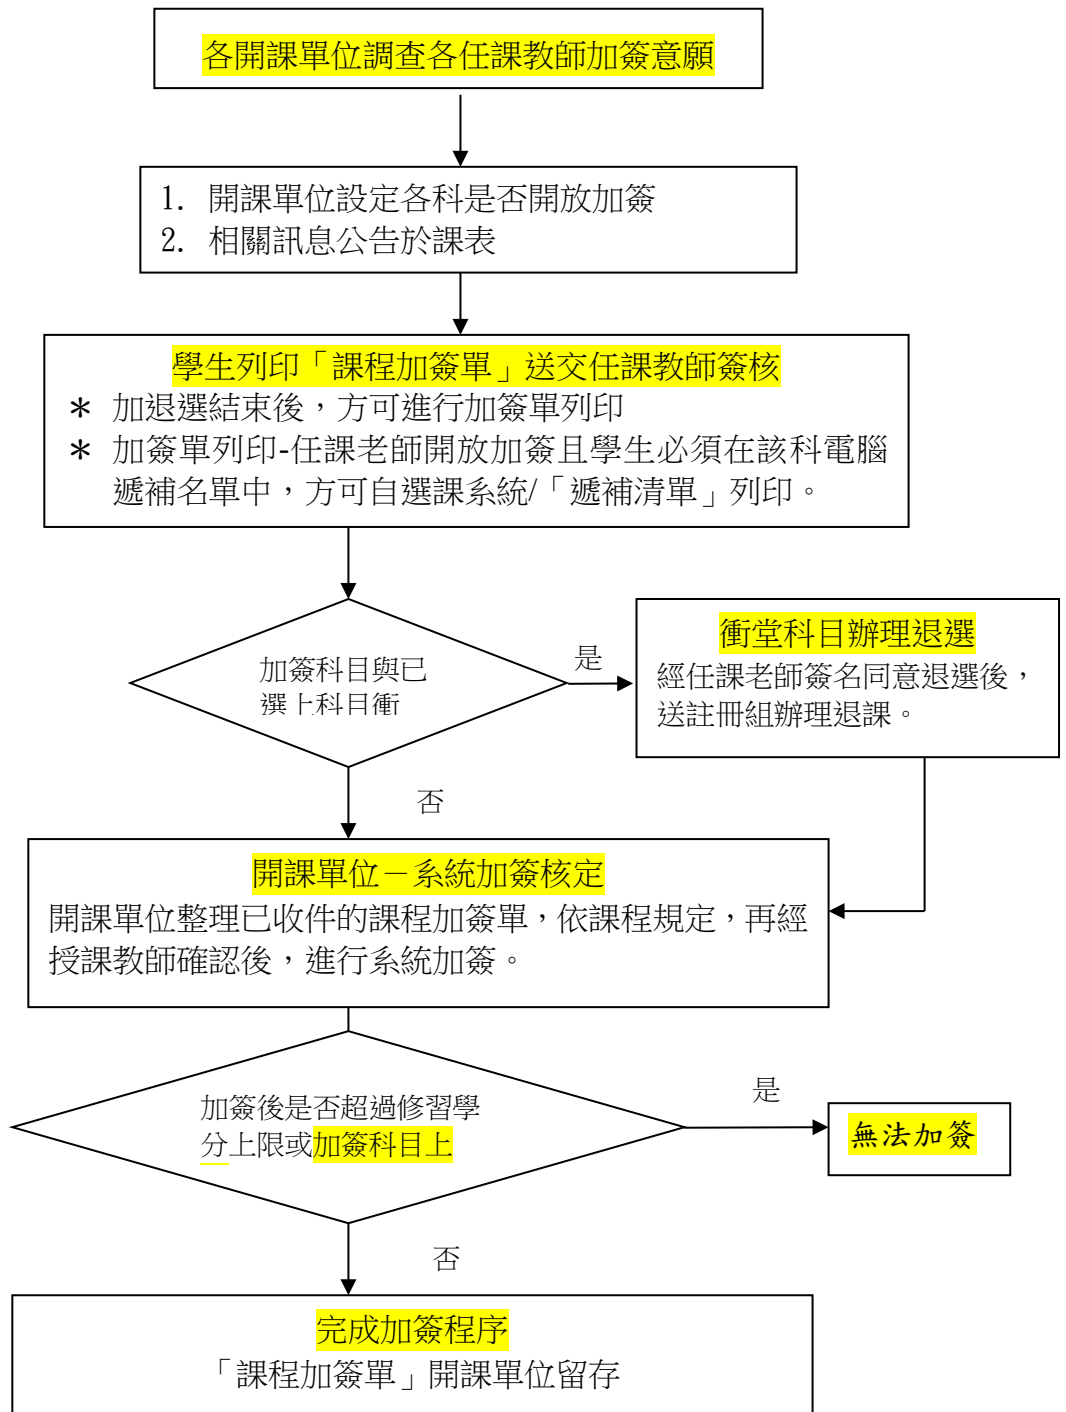 各開課單位調查各任課教師加簽意願
1. 開課單位設定各科是否開放加簽
2. 相關訊息公告於課表
學生列印「課程加簽單」送交任課教師簽核
＊ 加退選結束後，方可進行加簽單列印
＊ 加簽單列印-任課老師開放加簽且學生必須在該科電腦
遞補名單中，方可自選課系統/「遞補清單」列印。
加簽科目與已
選上科目衝
是
衝堂科目辦理退選
經任課老師簽名同意退選後，
送註冊組辦理退課。
否
開課單位－系統加簽核定
開課單位整理已收件的課程加簽單，依課程規定，再經
授課教師確認後，進行系統加簽。
加簽後是否超過修習學
分上限或加簽科目上
是
無法加簽
否
完成加簽程序
「課程加簽單」開課單位留存